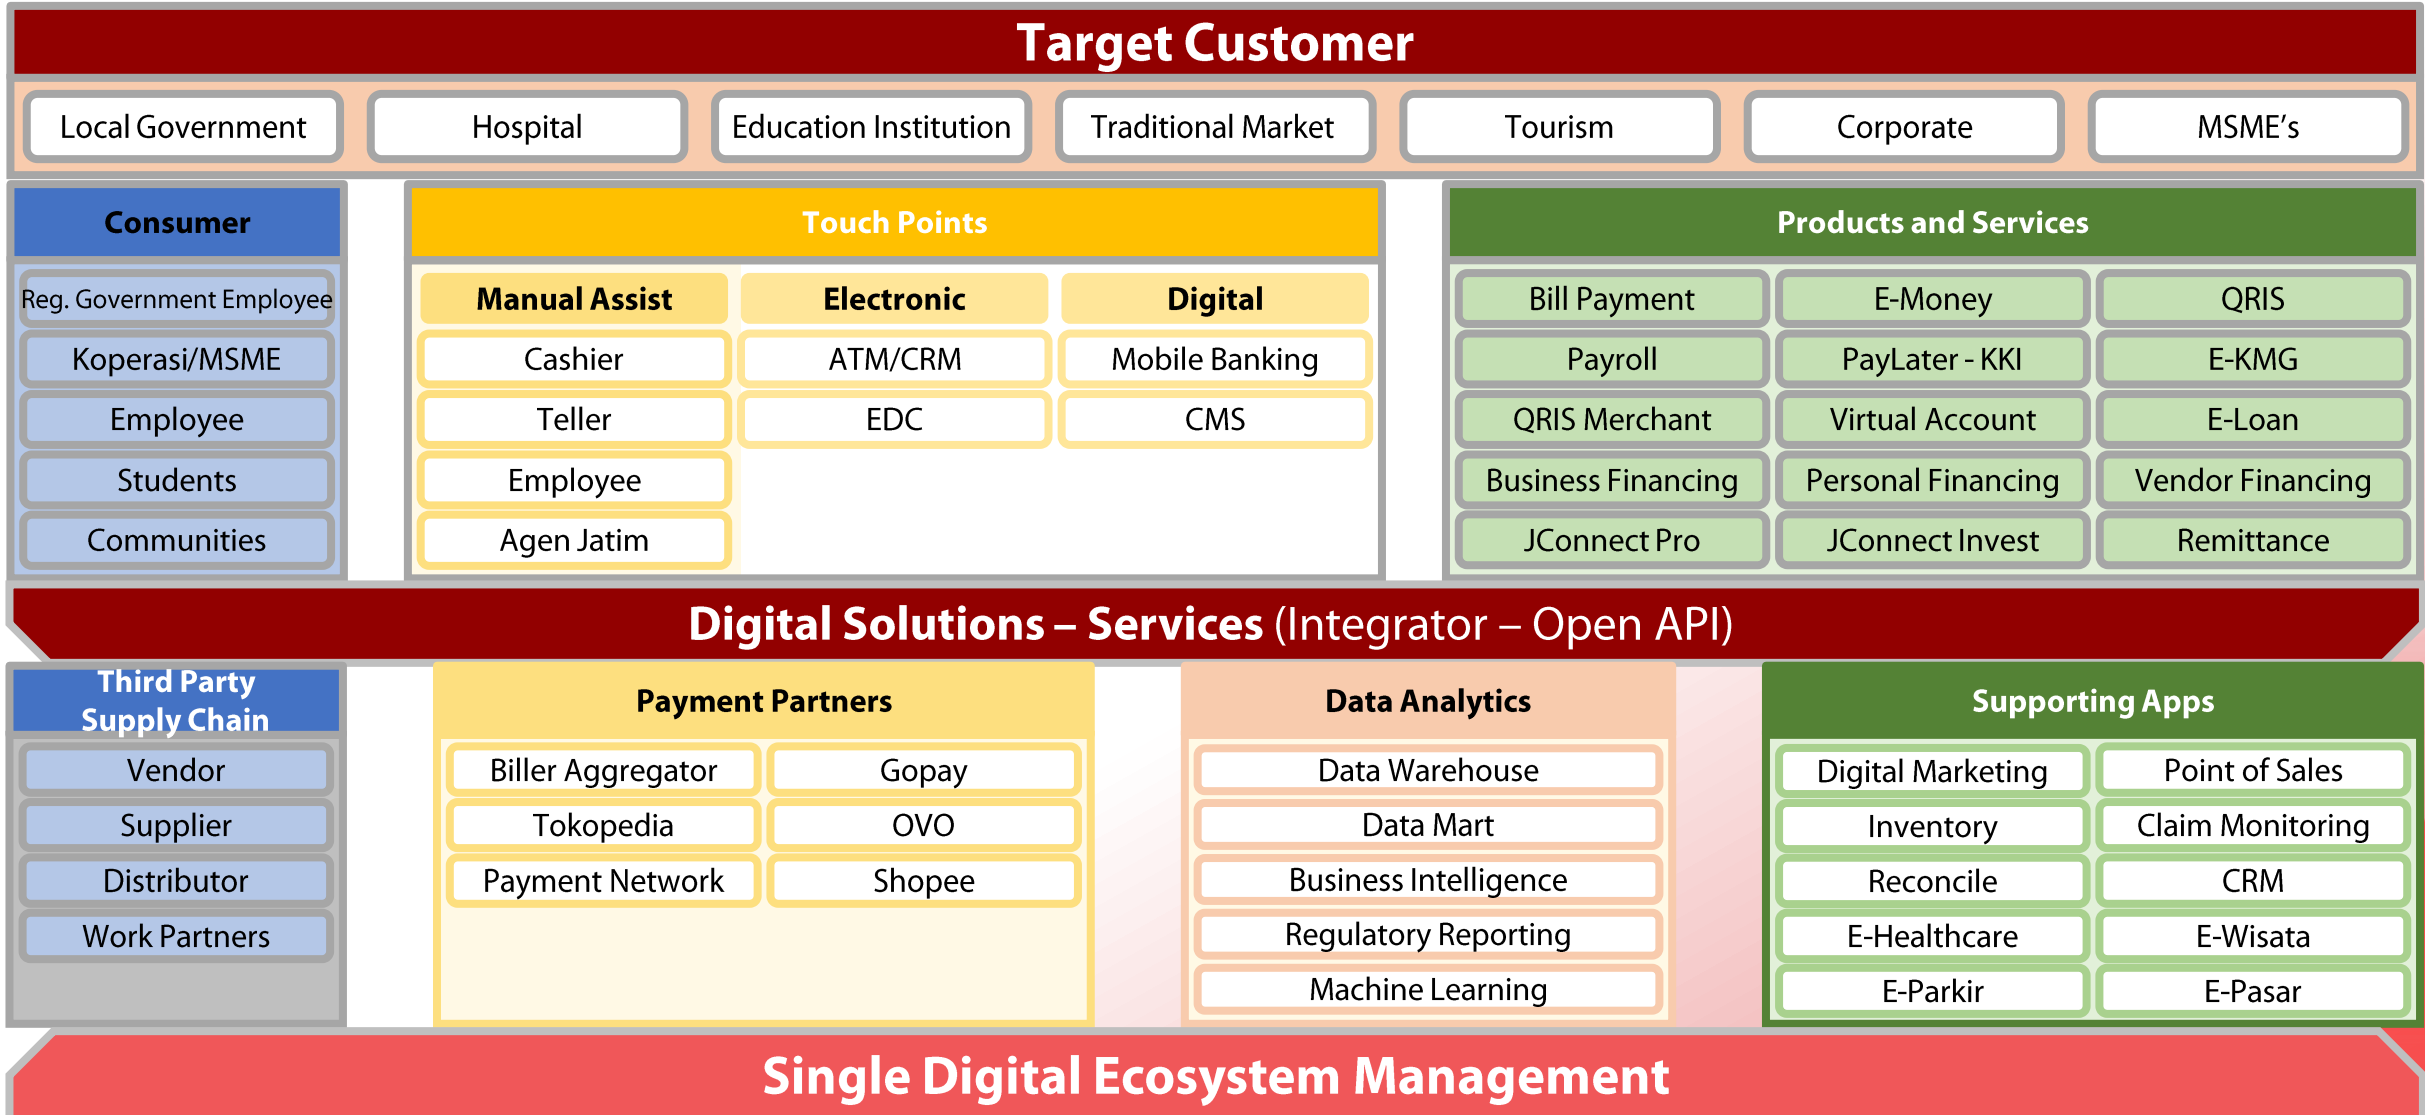 Target Customer
Local Government
Hospital
Education Institution
Traditional Market
Tourism
Corporate
MSME’s
Consumer
Reg. Government Employee
Koperasi/MSME
Employee
Students
Communities
Touch Points
Manual Assist
Electronic
Digital
Cashier
ATM/CRM
Mobile Banking
Teller
EDC
CMS
Employee
Agen Jatim
Products and Services
Bill Payment
E-Money
QRIS
Payroll
PayLater - KKI
E-KMG
QRIS Merchant
Virtual Account
E-Loan
Business Financing
Personal Financing
Vendor Financing
JConnect Pro
JConnect Invest
Remittance
Digital Solutions – Services (Integrator – Open API)
Third Party
Supply Chain
Vendor
Supplier
Distributor
Work Partners
Payment Partners
Biller Aggregator
Gopay
Tokopedia
OVO
Payment Network
Shopee
Data Analytics
Data Warehouse
Data Mart
Business Intelligence
Regulatory Reporting
Machine Learning
Supporting Apps
Digital Marketing
Point of Sales
Inventory
Claim Monitoring
Reconcile
CRM
E-Healthcare
E-Wisata
E-Parkir
E-Pasar
Single Digital Ecosystem Management